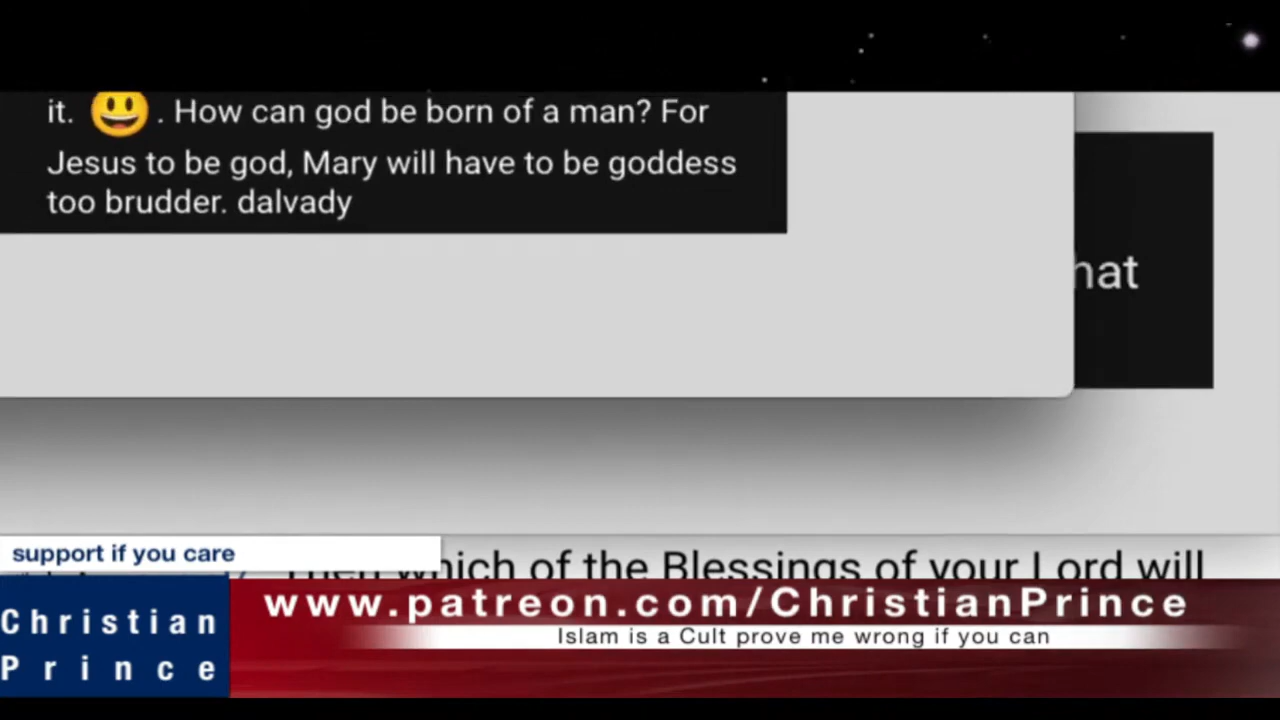 it. 😃 . How can god be born of a man? For
Jesus to be god, Mary will have to be goddess
too brudder. dalvady
hat
support if you care
which of the Blessings of your Lord will
Christian
Prince
www.patreon.com/ChristianPrince
Islam is a Cult prove me wrong if you can